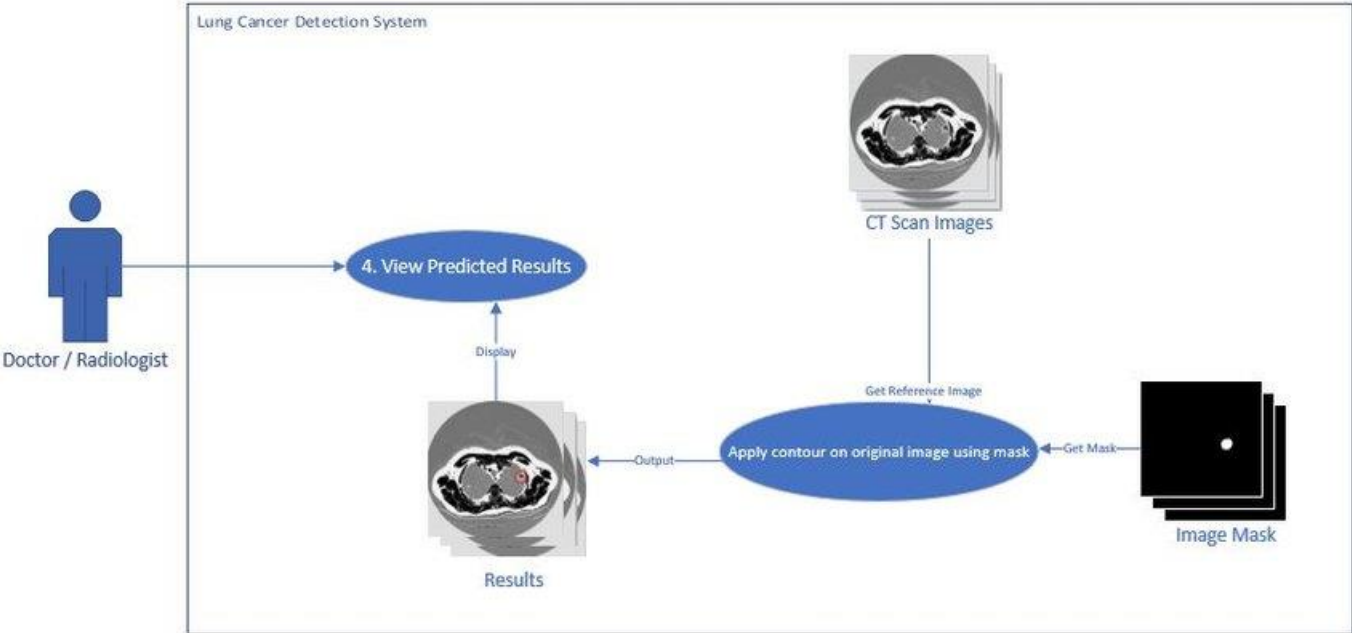 Lung Cancer Detection System
CT Scan Images
4. View Predicted Results
Doctor / Radiologist
Display
Get Reference Image
Apply contour on original image using mask
Get Mask
Output
Image Mask
Results